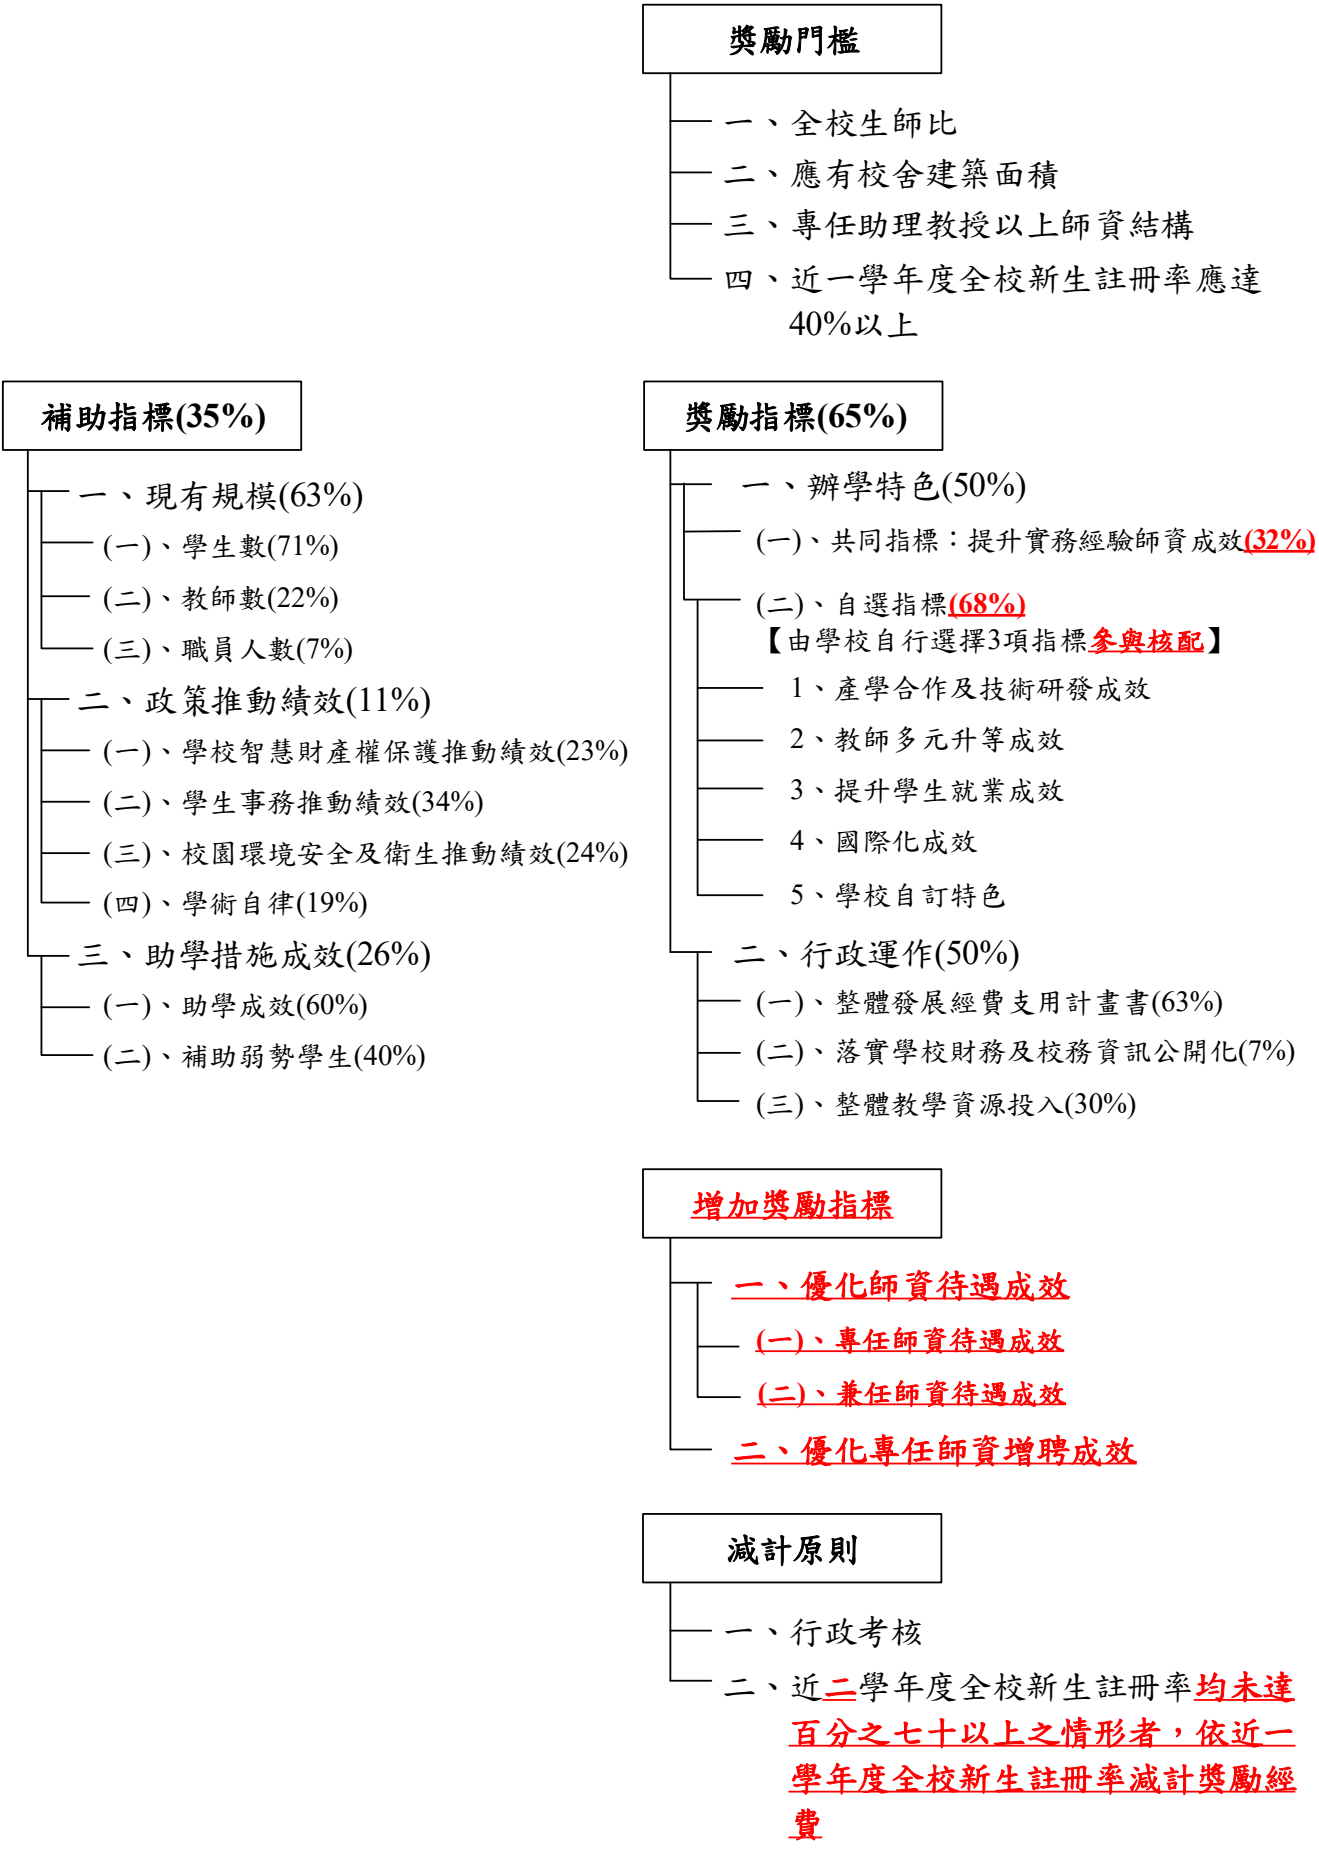 獎勵門檻
一、全校生師比
二、應有校舍建築面積
三、專任助理教授以上師資結構
四、近一學年度全校新生註冊率應達
40%以上
補助指標(35%)
一、現有規模(63%)
(一)、學生數(71%)
(二)、教師數(22%)
(三)、職員人數(7%)
二、政策推動績效(11%)
(一)、學校智慧財產權保護推動績效(23%)
(二)、學生事務推動績效(34%)
(三)、校園環境安全及衛生推動績效(24%)
(四)、學術自律(19%)
三、助學措施成效(26%)
(一)、助學成效(60%)
(二)、補助弱勢學生(40%)
獎勵指標(65%)
一、辦學特色(50%)
(一)、共同指標：提升實務經驗師資成效(32%)
(二)、自選指標(68%)
【由學校自行選擇3項指標參與核配】
1、產學合作及技術研發成效
2、教師多元升等成效
3、提升學生就業成效
4、國際化成效
5、學校自訂特色
二、行政運作(50%)
(一)、整體發展經費支用計畫書(63%)
(二)、落實學校財務及校務資訊公開化(7%)
(三)、整體教學資源投入(30%)
增加獎勵指標
一、優化師資待遇成效
(一)、專任師資待遇成效
(二)、兼任師資待遇成效
二、優化專任師資增聘成效
減計原則
一、行政考核
二、近二學年度全校新生註冊率均未達
百分之七十以上之情形者，依近一
學年度全校新生註冊率減計獎勵經
費